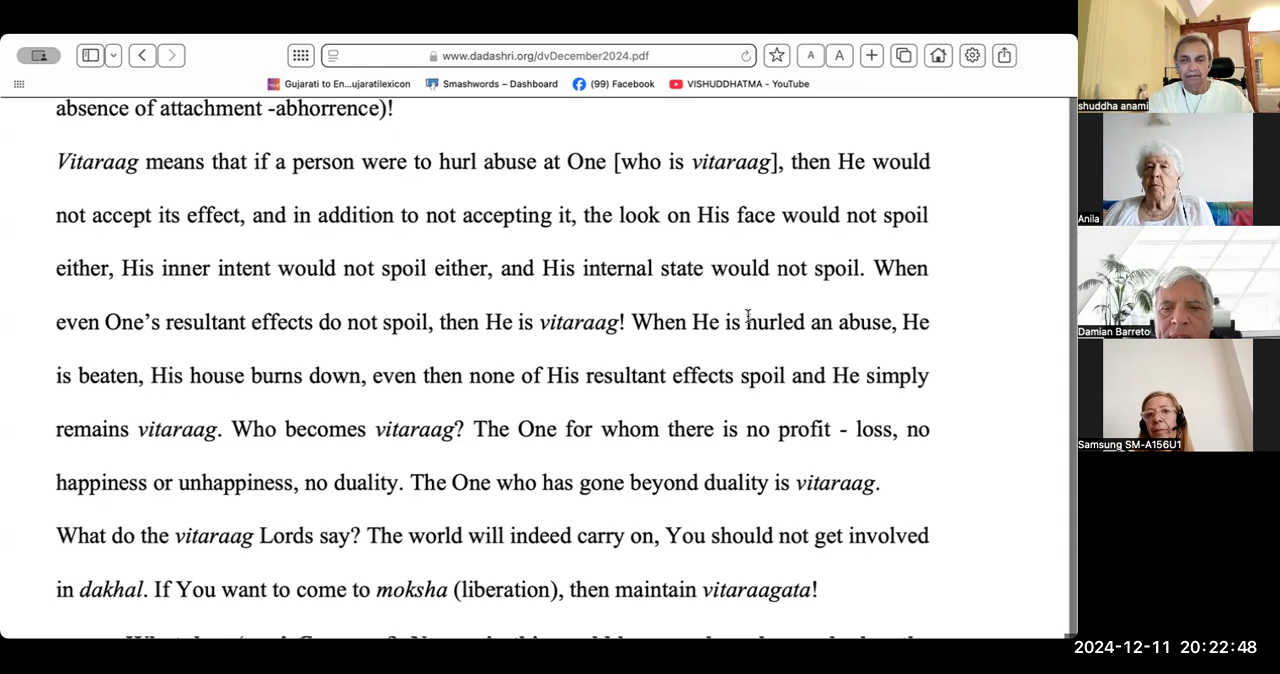 www.dadashri.org/dvDecember2024.pdf
A A
Gujarati to En...ujaratilexicon Smashwords – Dashboard (99) Facebook VISHUDDHATMA - YouTube
absence of attachment -abhorrence)!
Vitaraag means that if a person were to hurl abuse at One [who is vitaraag], then He would
not accept its effect, and in addition to not accepting it, the look on His face would not spoil
either, His inner intent would not spoil either, and His internal state would not spoil. When
even One’s resultant effects do not spoil, then He is vitaraag! When He is hurled an abuse, He
is beaten, His house burns down, even then none of His resultant effects spoil and He simply
remains vitaraag. Who becomes vitaraag? The One for whom there is no profit - loss, no
happiness or unhappiness, no duality. The One who has gone beyond duality is vitaraag.
What do the vitaraag Lords say? The world will indeed carry on, You should not get involved
in dakhal. If You want to come to moksha (liberation), then maintain vitaraagata!
shuddha anami
Anila
Damian Barreto
Samsung SM-A156U1
2024-12-11 20:22:48